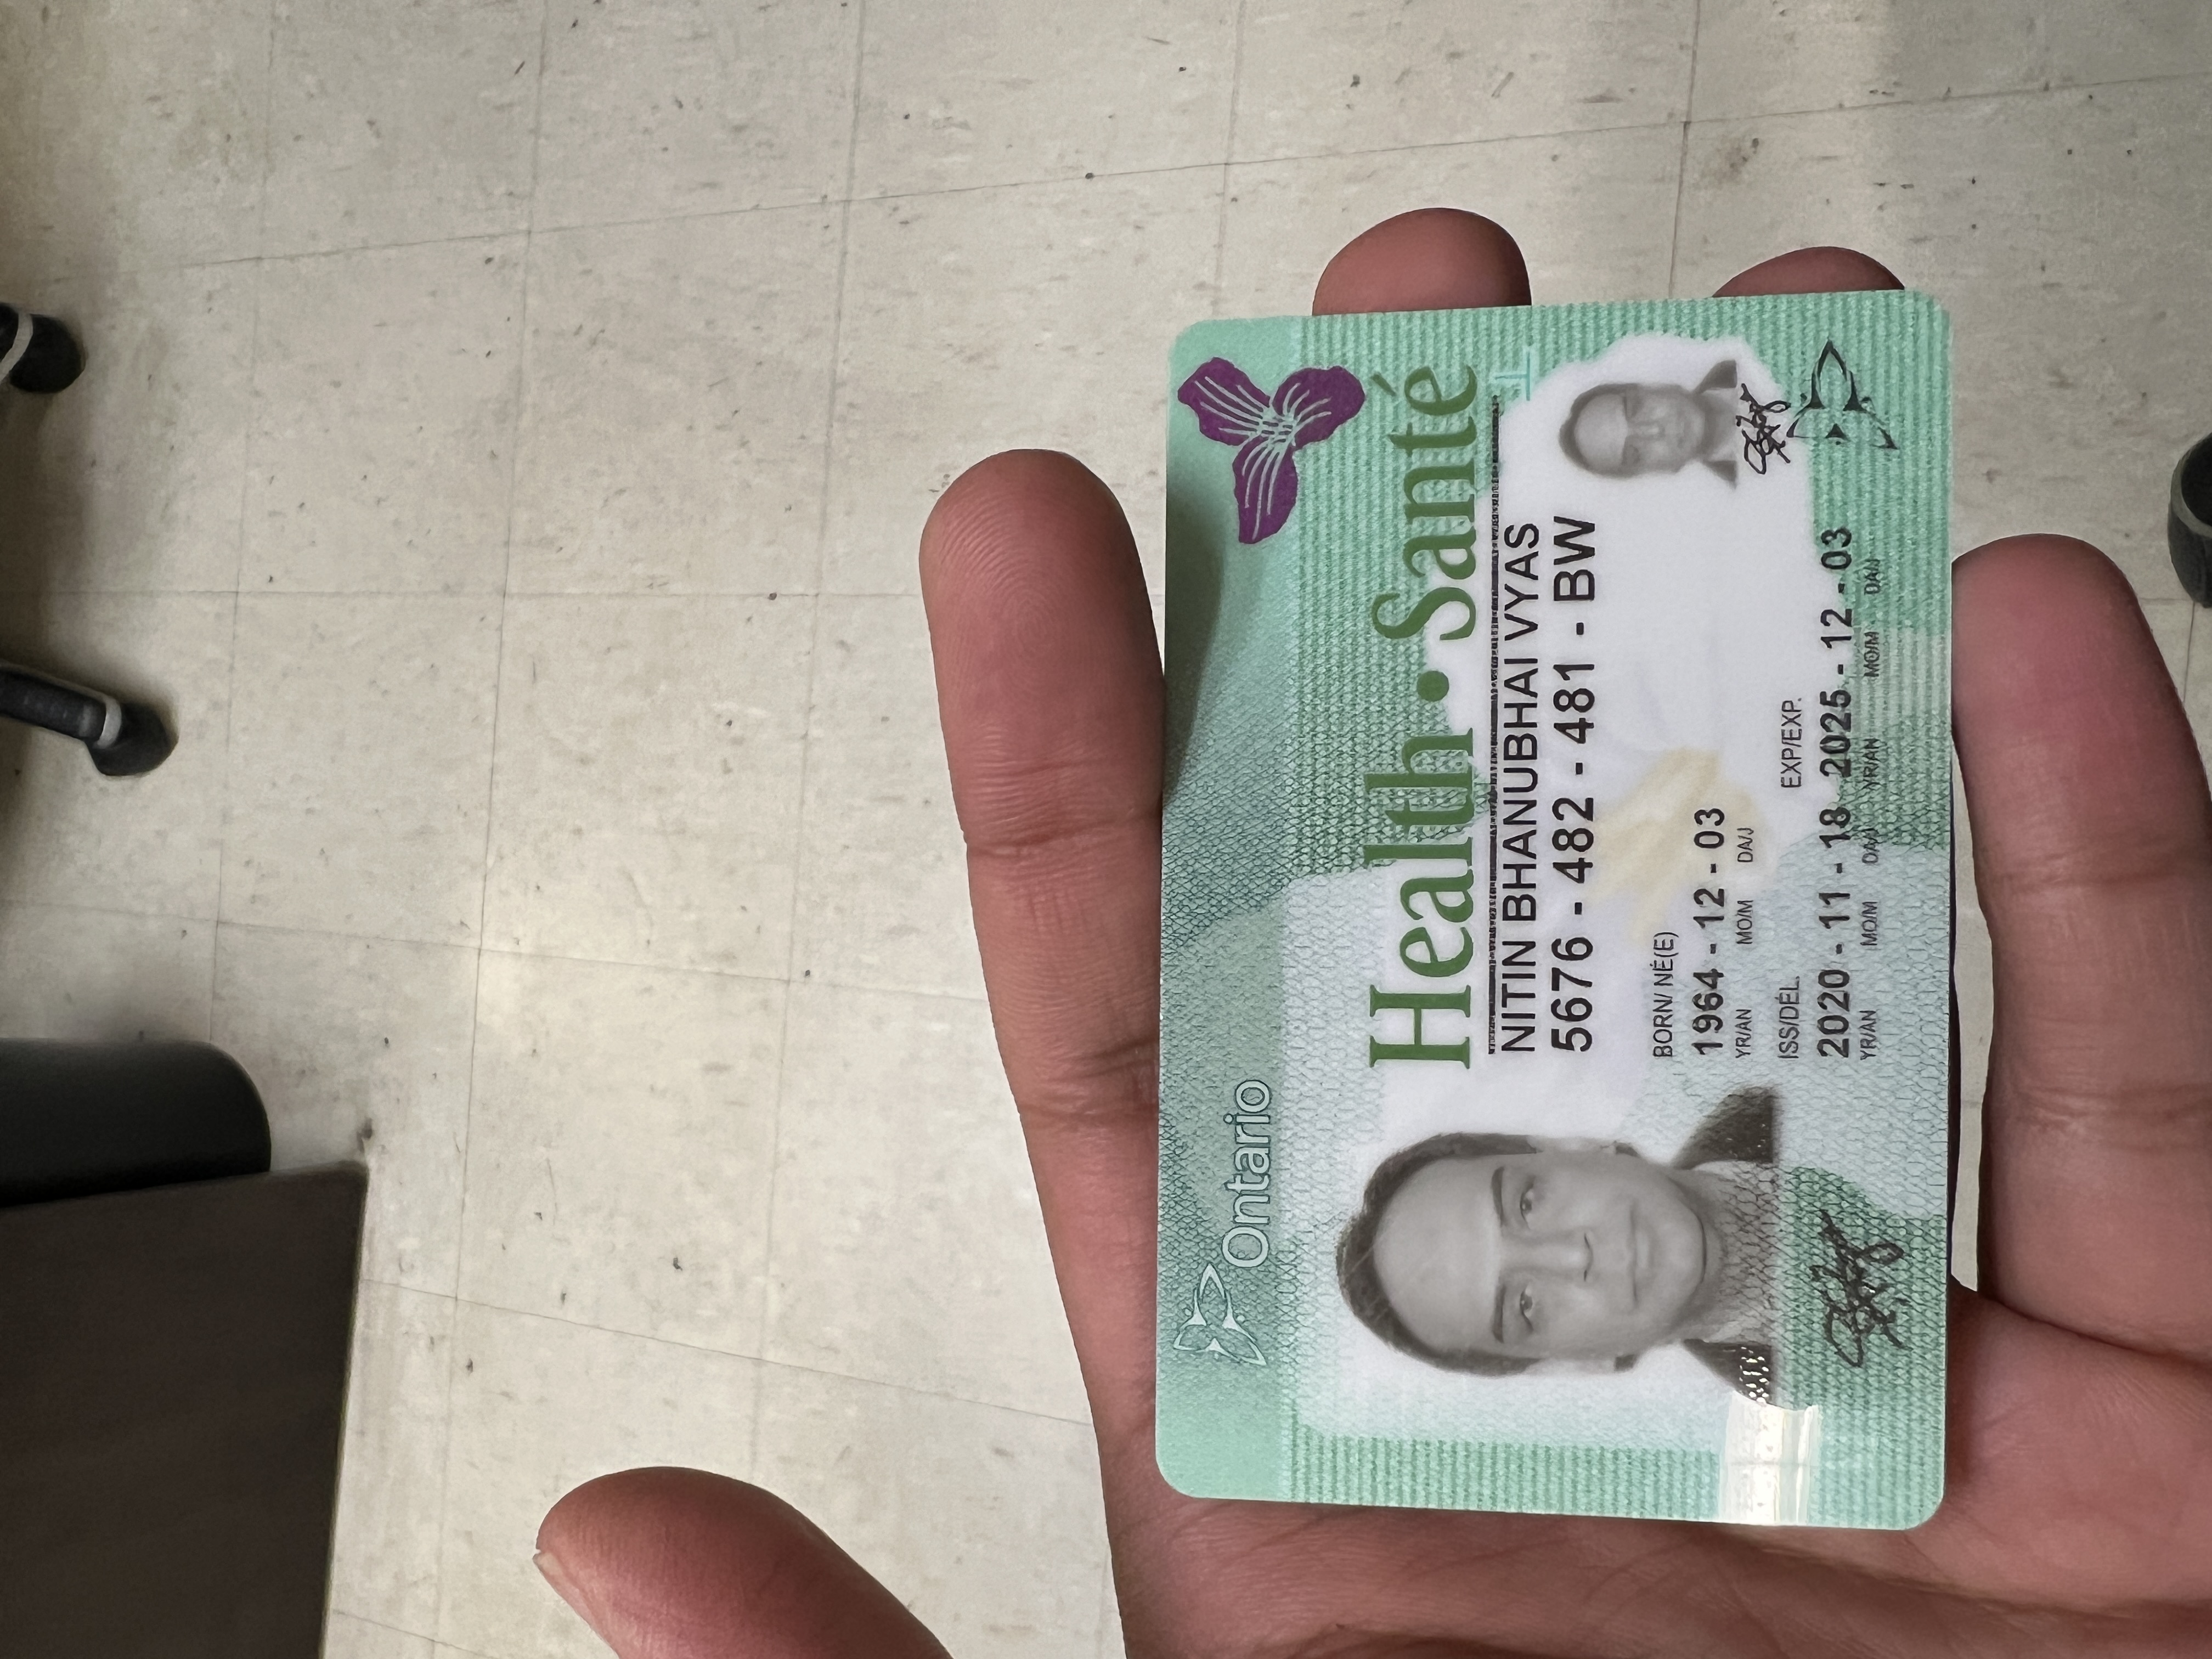 Ontario
Health • Santé
NITIN BHANUBHAI VYAS
5676 - 482 - 481 - BW
BORN/ NÉ(E)
1964 - 12 - 03
YR/AN MO/M DA/J
ISS/DÉL. EXP/EXP.
2020 - 11 - 18 2025 - 12 - 03
YR/AN MO/M DA/J YR/AN MO/M DA/J